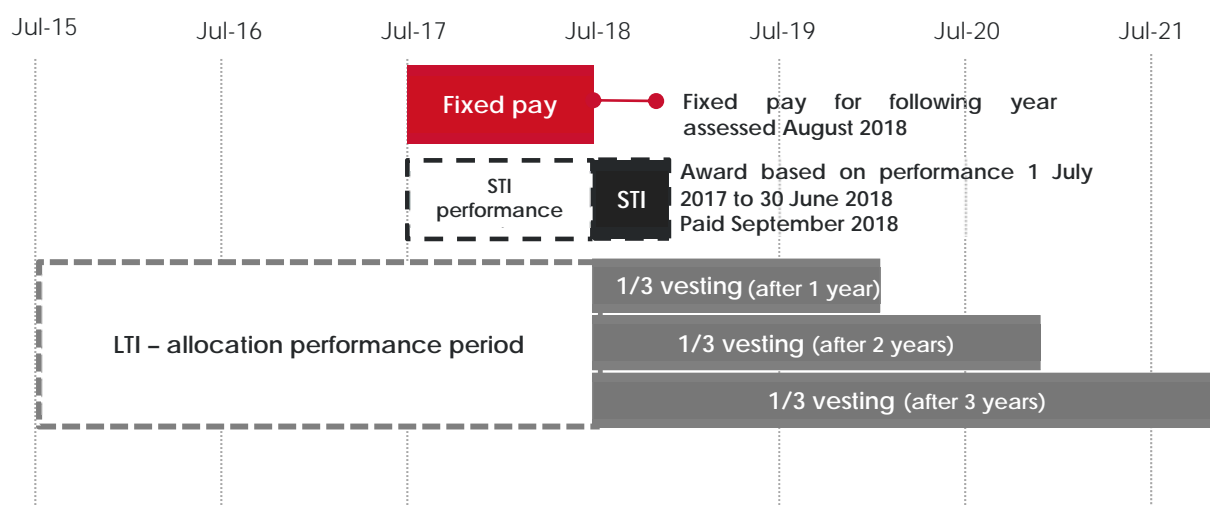 Jul-15 Jul-16 Jul-17 Jul-18 Jul-19 Jul-20 Jul-21
Fixed pay
Fixed pay for following year
assessed August 2018
STI
performance
STI
Award based on performance 1 July
2017 to 30 June 2018
Paid September 2018
LTI – allocation performance period
1/3 vesting (after 1 year)
1/3 vesting (after 2 years)
1/3 vesting (after 3 years)